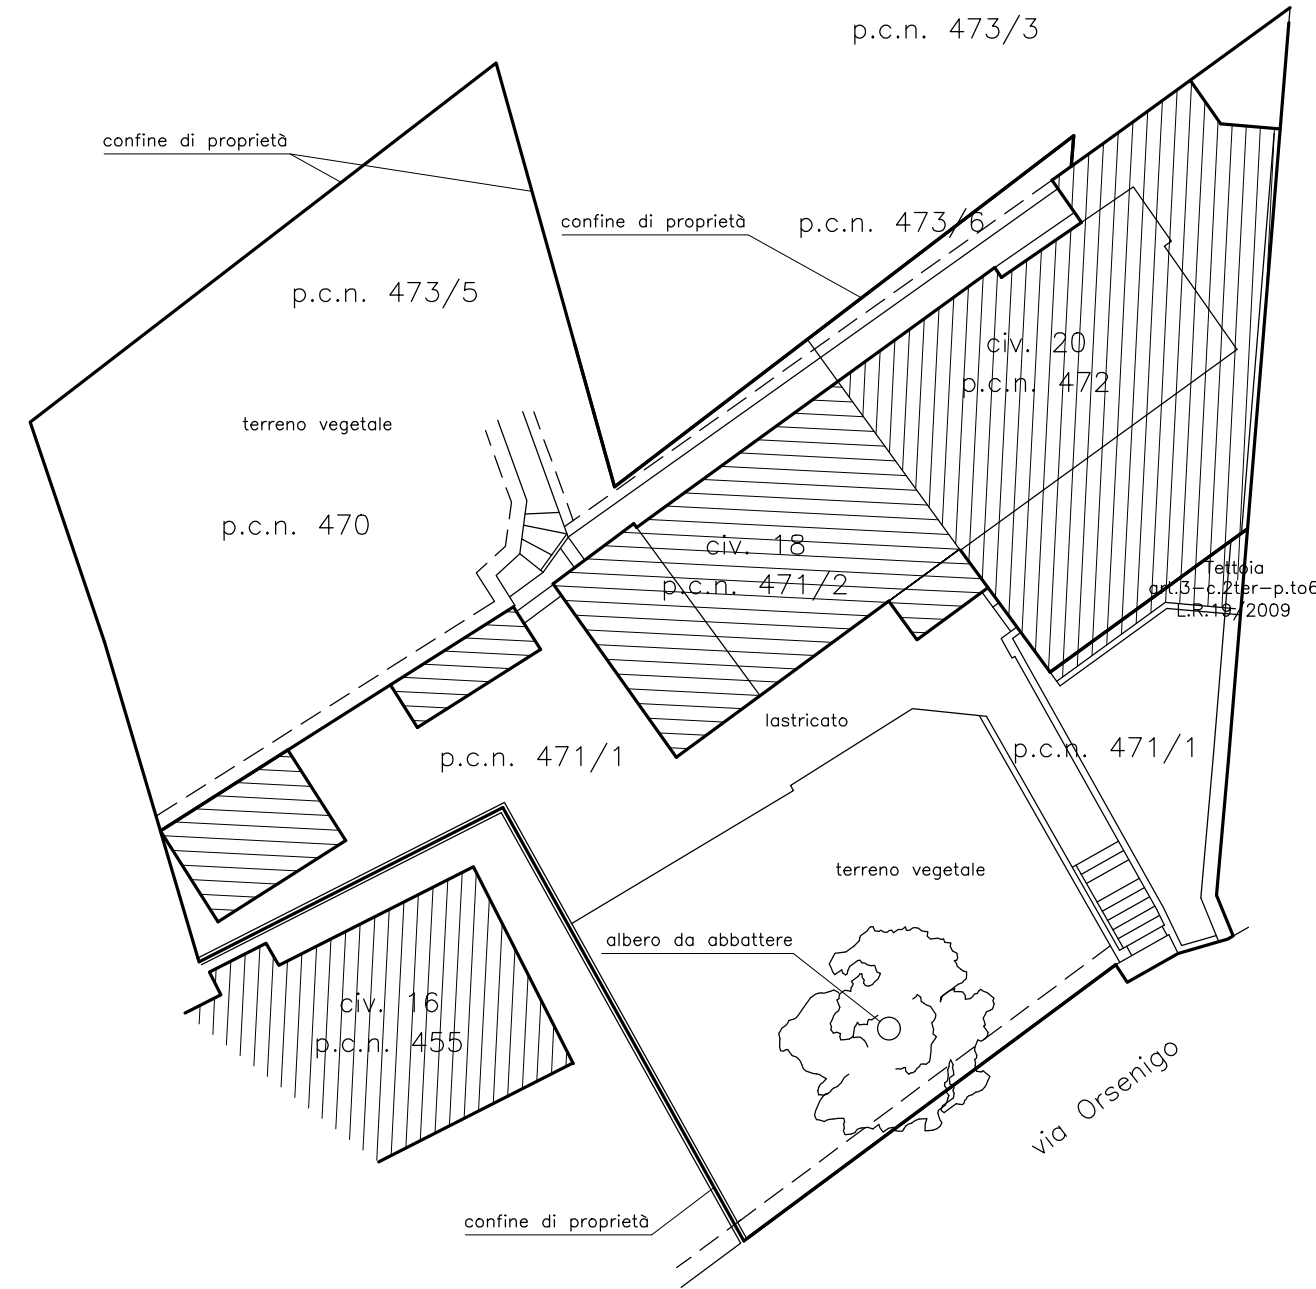 p.c.n. 473/3
confine di proprietà
confine di proprietà
p.c.n. 473/6
p.c.n. 473/5
civ. 20
p.c.n. 472
terreno vegetale
p.c.n. 470
civ. 18
p.c.n. 471/2
Tettoia
art.3-c.2ter-p.to6
L.R.19/2009
lastricato
p.c.n. 471/1
p.c.n. 471/1
terreno vegetale
albero da abbattere
civ. 16
p.c.n. 455
via Orsenigo
confine di proprietà